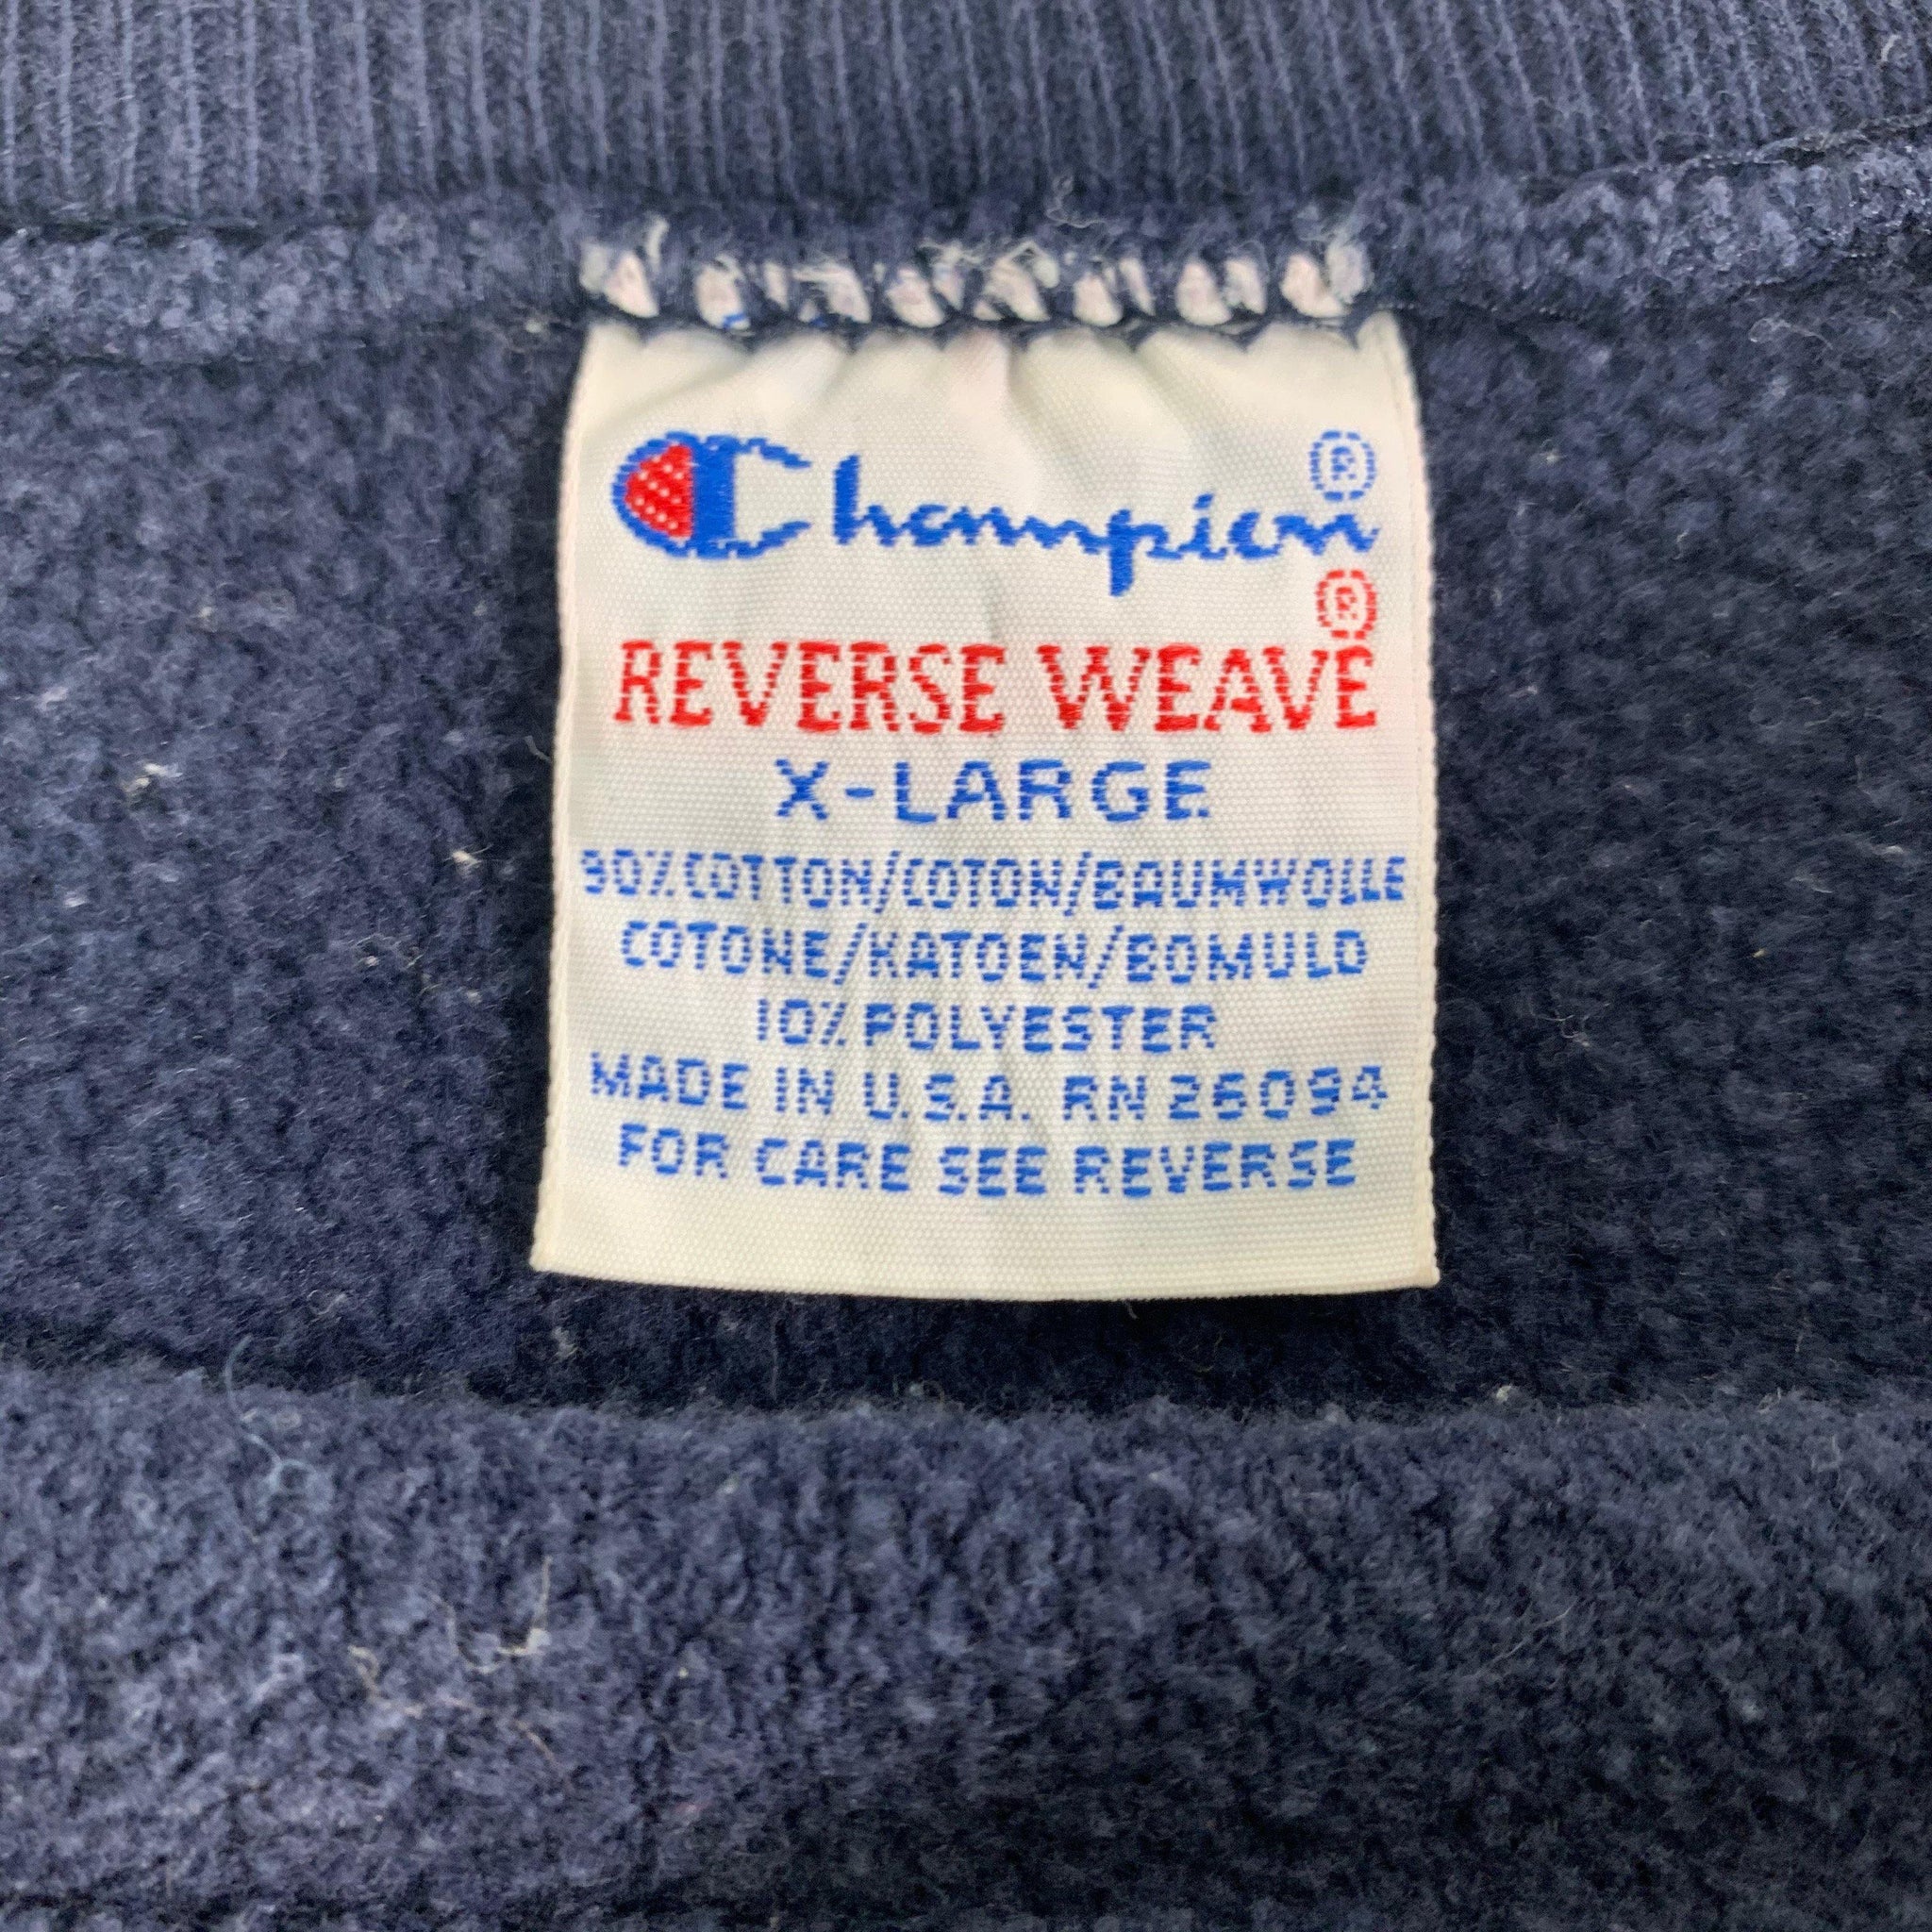 Champion®
REVERSE WEAVE®
X-LARGE
90% COTTON/COTON/BAUMWOLLE
COTONE/KATOEN/BOMULD
10% POLYESTER
MADE IN U.S.A. RN 26094
FOR CARE SEE REVERSE